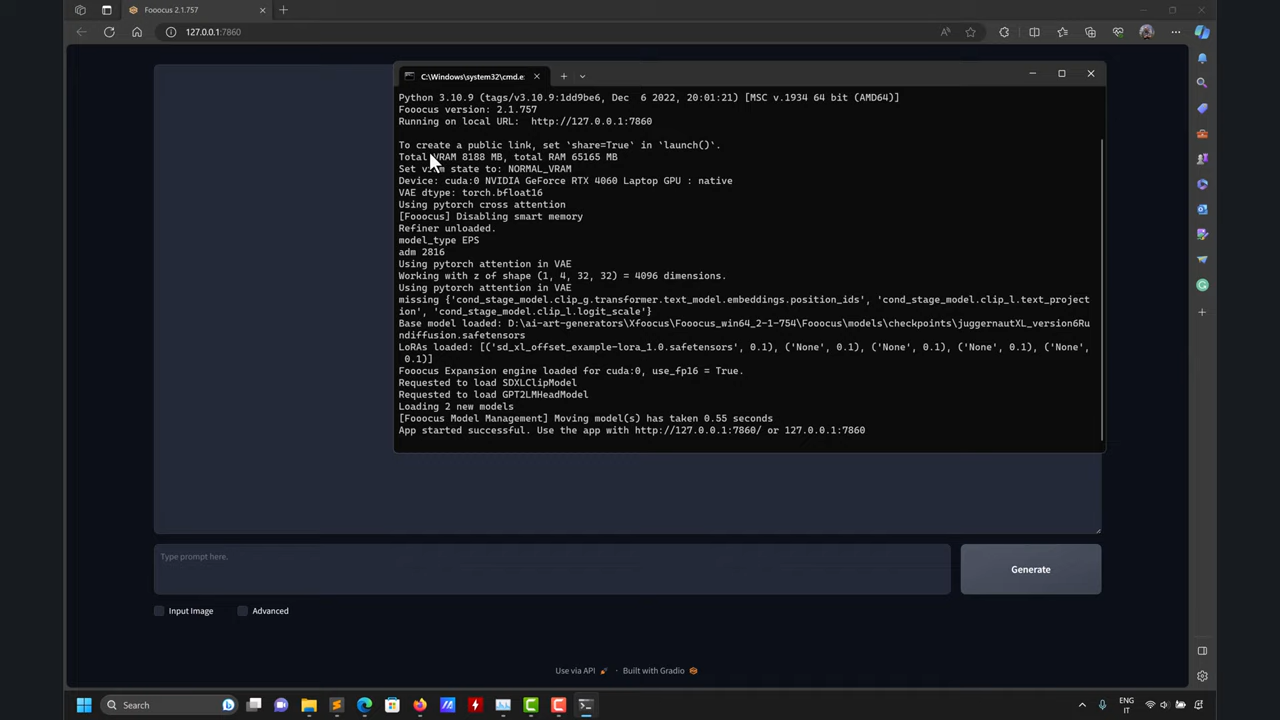 Fooocus 2.1.757
127.0.0.1:7860
C:\Windows\system32\cmd.e:
Python 3.10.9 (tags/v3.10.9:1dd9be6, Dec  6 2022, 20:01:21) [MSC v.1934 64 bit (AMD64)]
Fooocus version: 2.1.757
Running on local URL:  http://127.0.0.1:7860
To create a public link, set `share=True` in `launch()`.
Total VRAM 8188 MB, total RAM 65165 MB
Set vram state to: NORMAL_VRAM
Device: cuda:0 NVIDIA GeForce RTX 4060 Laptop GPU : native
VAE dtype: torch.bfloat16
Using pytorch cross attention
[Fooocus] Disabling smart memory
Refiner unloaded.
model_type EPS
adm 2816
Using pytorch attention in VAE
Working with z of shape (1, 4, 32, 32) = 4096 dimensions.
Using pytorch attention in VAE
missing {'cond_stage_model.clip_g.transformer.text_model.embeddings.position_ids', 'cond_stage_model.clip_l.text_project
ion', 'cond_stage_model.clip_l.logit_scale'}
Base model loaded: D:\ai-art-generators\Xfoocus\Fooocus_win64_2-1-754\Fooocus\models\checkpoints\juggernautXL_version6Ru
ndiffusion.safetensors
LoRAs loaded: [('sd_xl_offset_example-lora_1.0.safetensors', 0.1), ('None', 0.1), ('None', 0.1), ('None', 0.1), ('None',
 0.1)]
Fooocus Expansion engine loaded for cuda:0, use_fp16 = True.
Requested to load SDXLClipModel
Requested to load GPT2LMHeadModel
Loading 2 new models
[Fooocus Model Management] Moving model(s) has taken 0.55 seconds
App started successful. Use the app with http://127.0.0.1:7860/ or 127.0.0.1:7860
Type prompt here.
Generate
Input Image
Advanced
Use via API · Built with Gradio
Search
ENG
IT